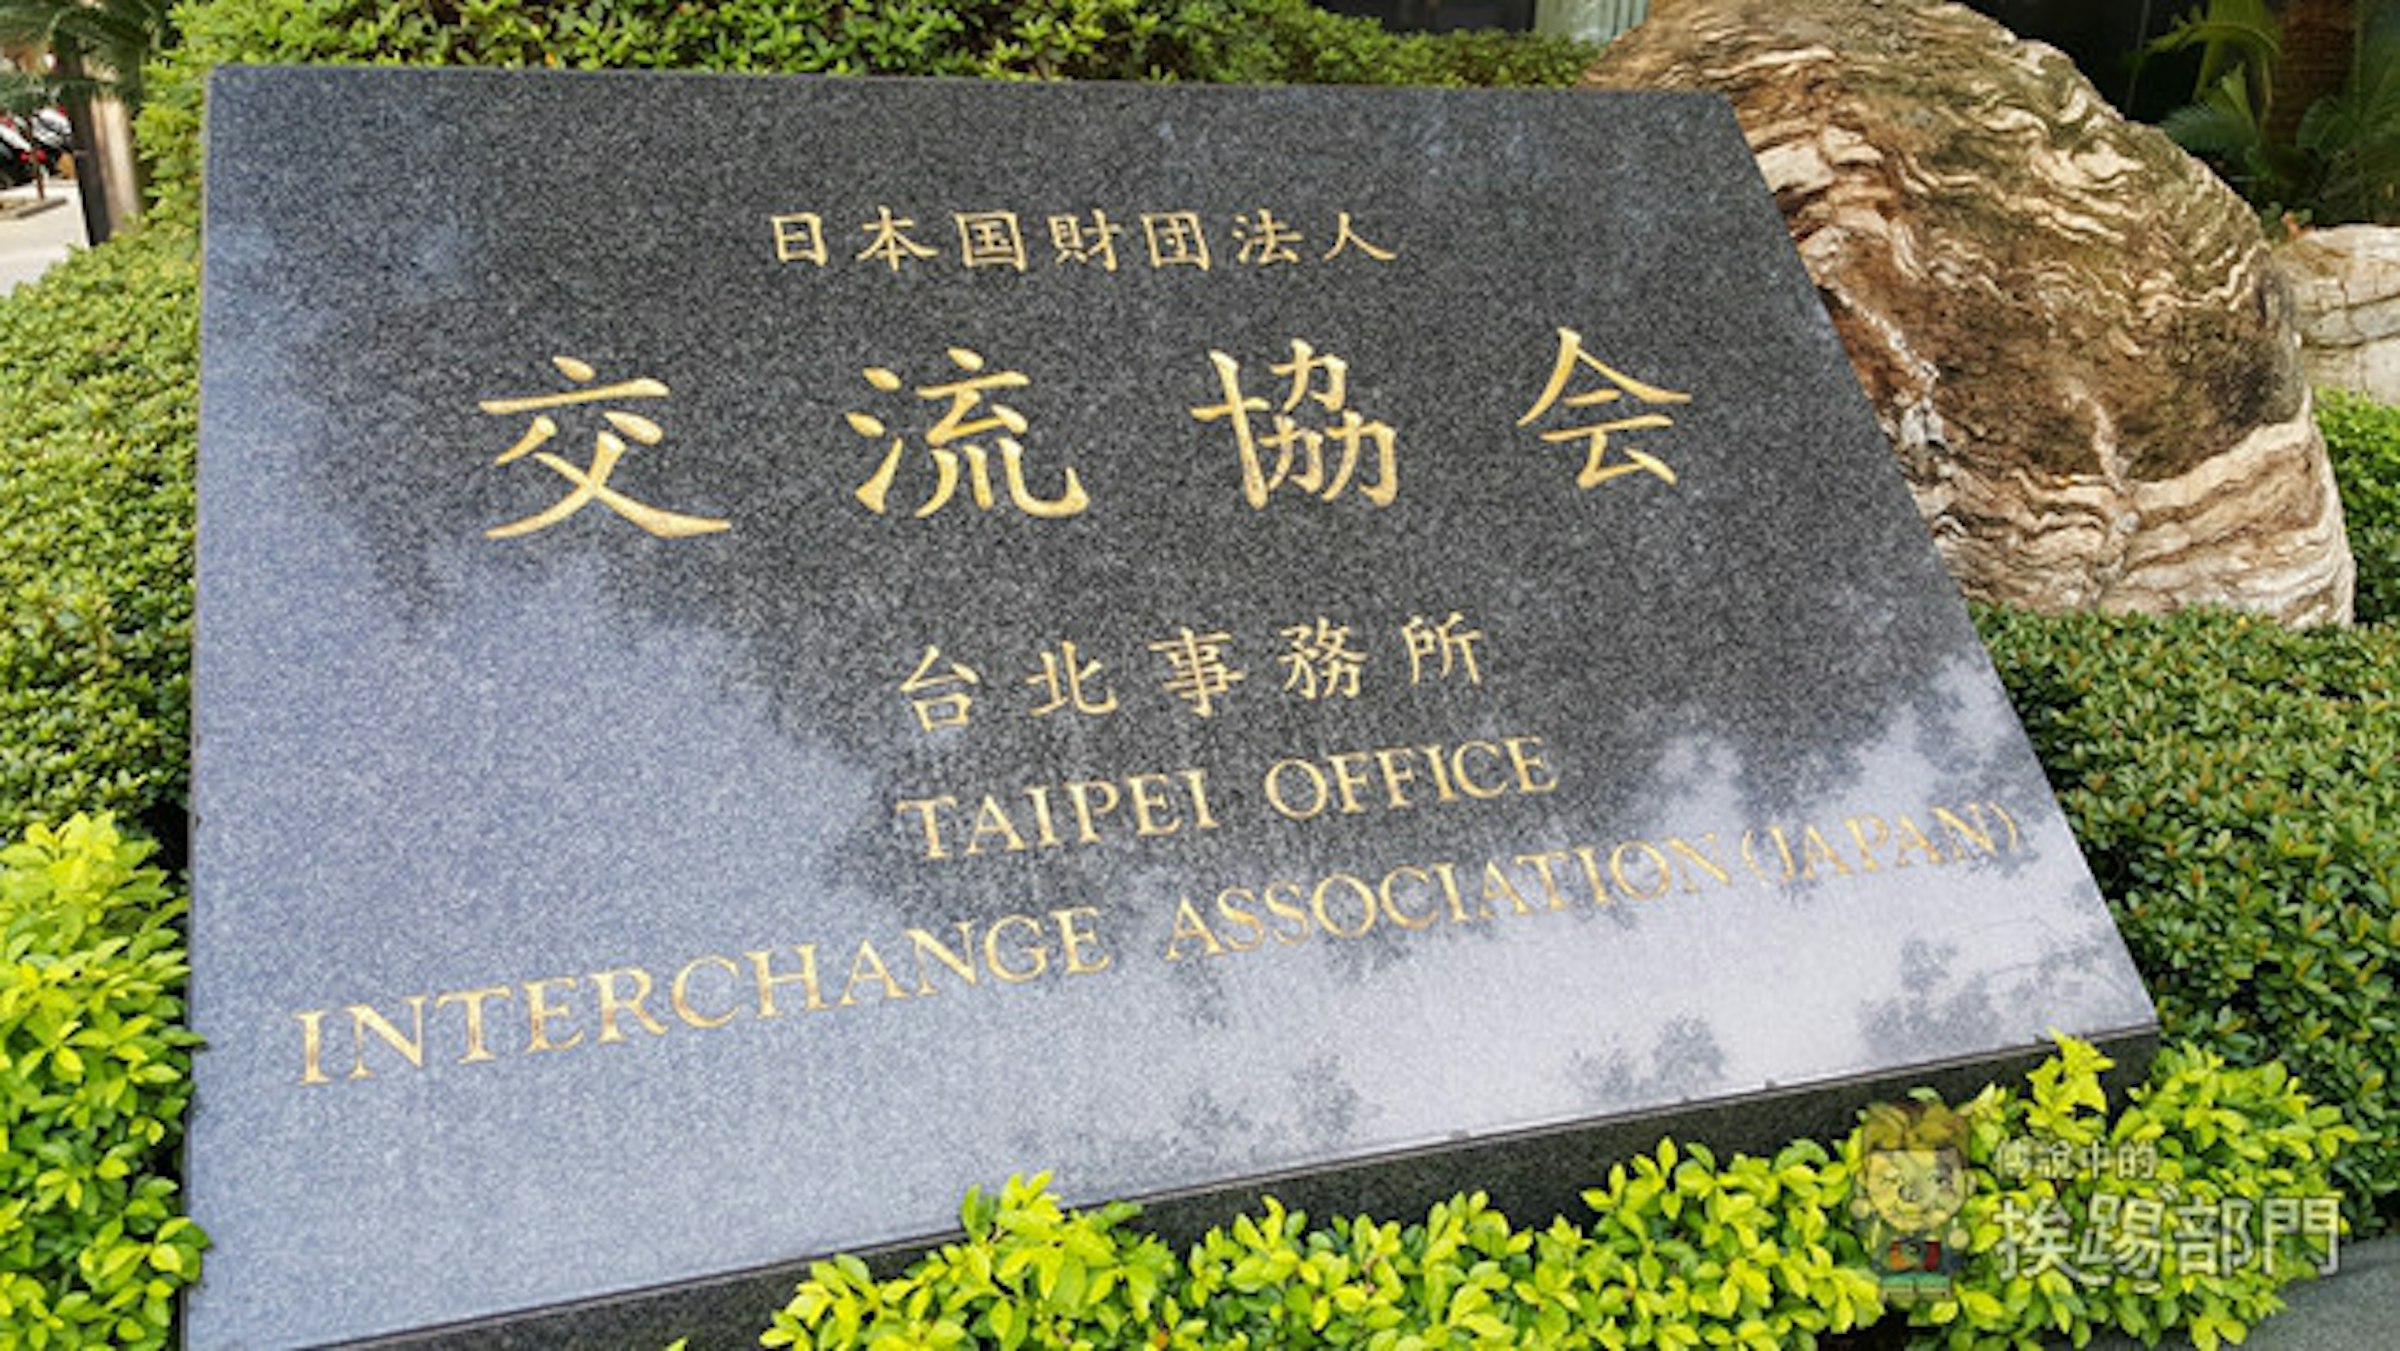 日本国財団法人
交流協会
台北事務所
TAIPEI OFFICE
INTERCHANGE ASSOCIATION (JAPAN)
傳說中的
挨踢部門